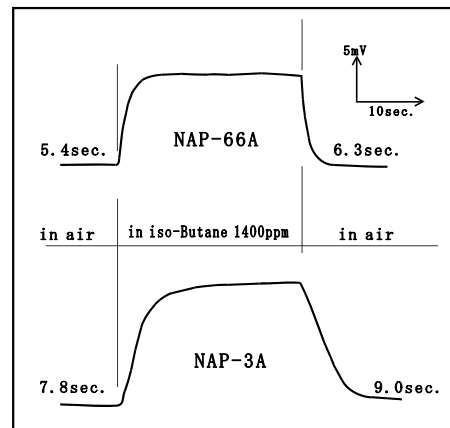 5mV
10sec.
5.4sec.
NAP-66A
6.3sec.
in air
in iso-Butane 1400ppm
in air
7.8sec.
NAP-3A
9.0sec.